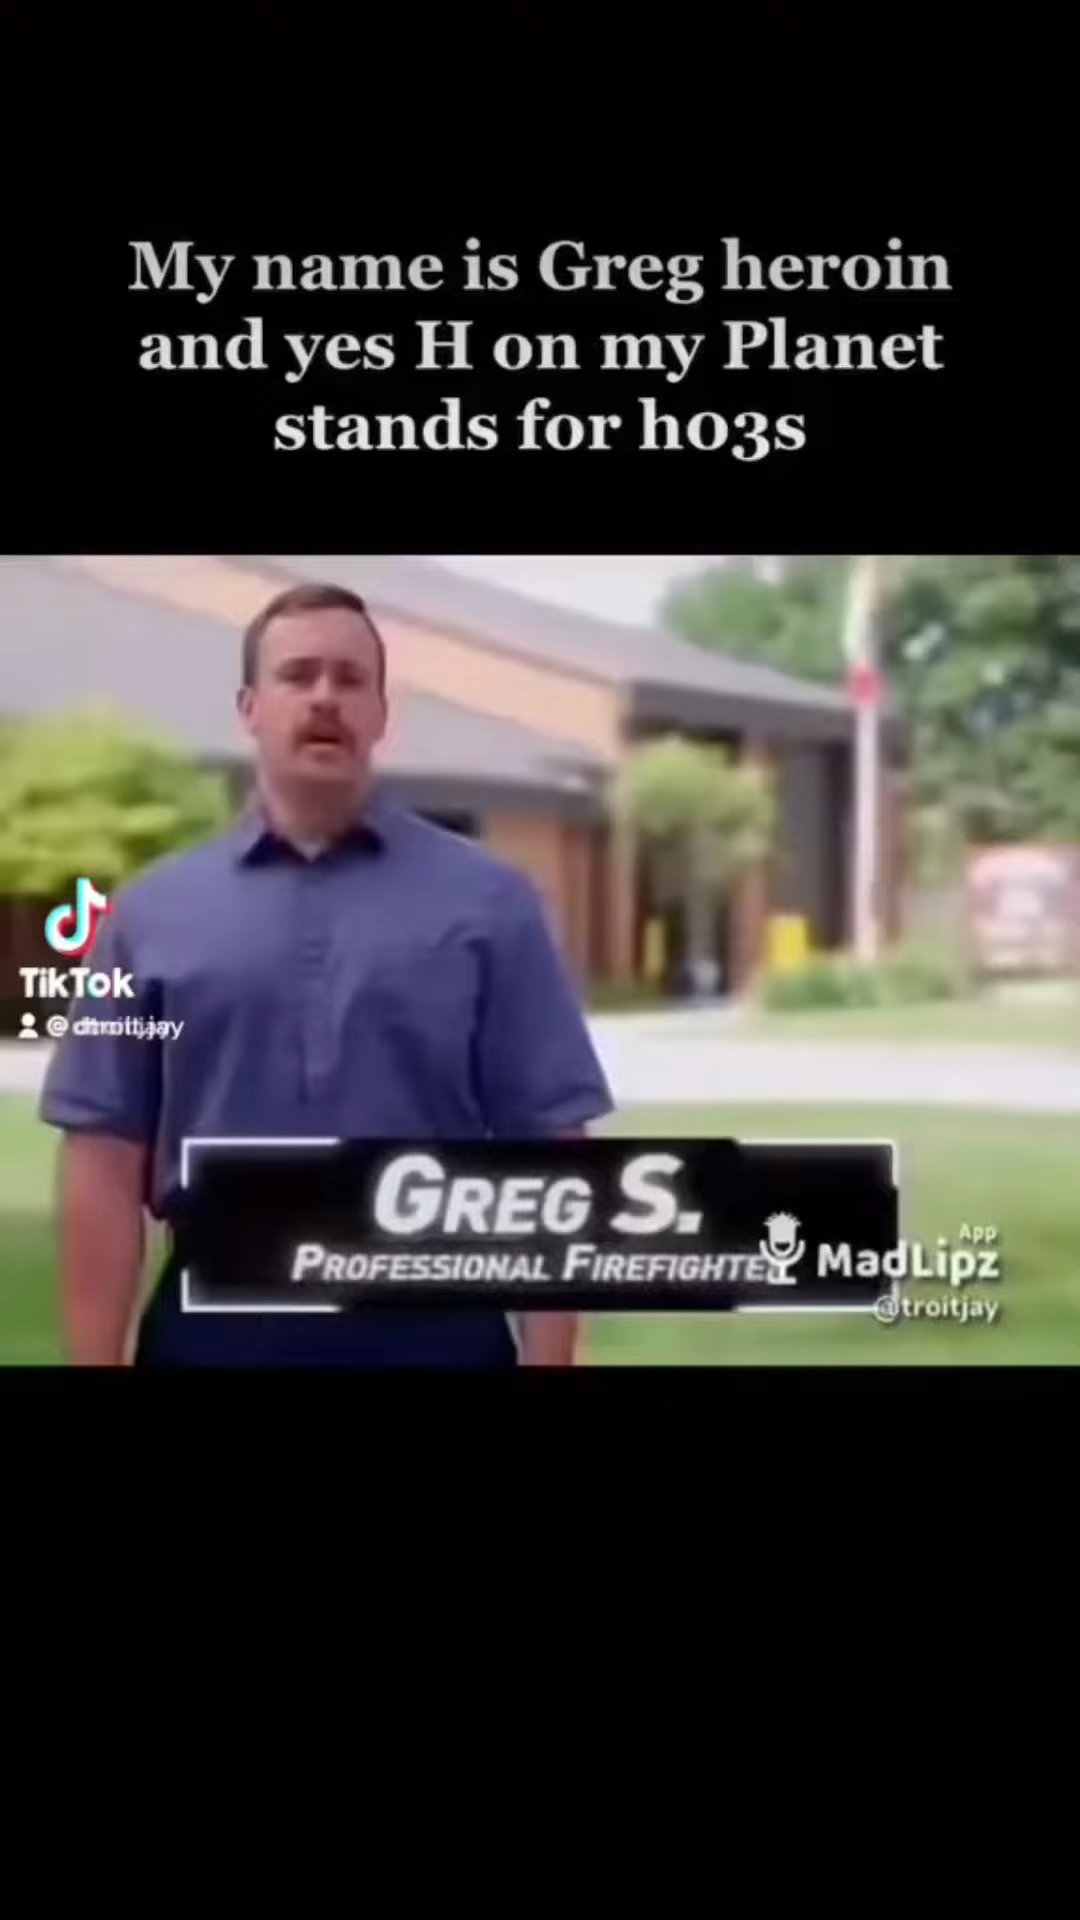 My name is Greg heroin
and yes H on my Planet
stands for ho3s
TikTok
GREG S.
PROFESSIONAL FIREFIGHTE
App
MadLipz
@troitjay